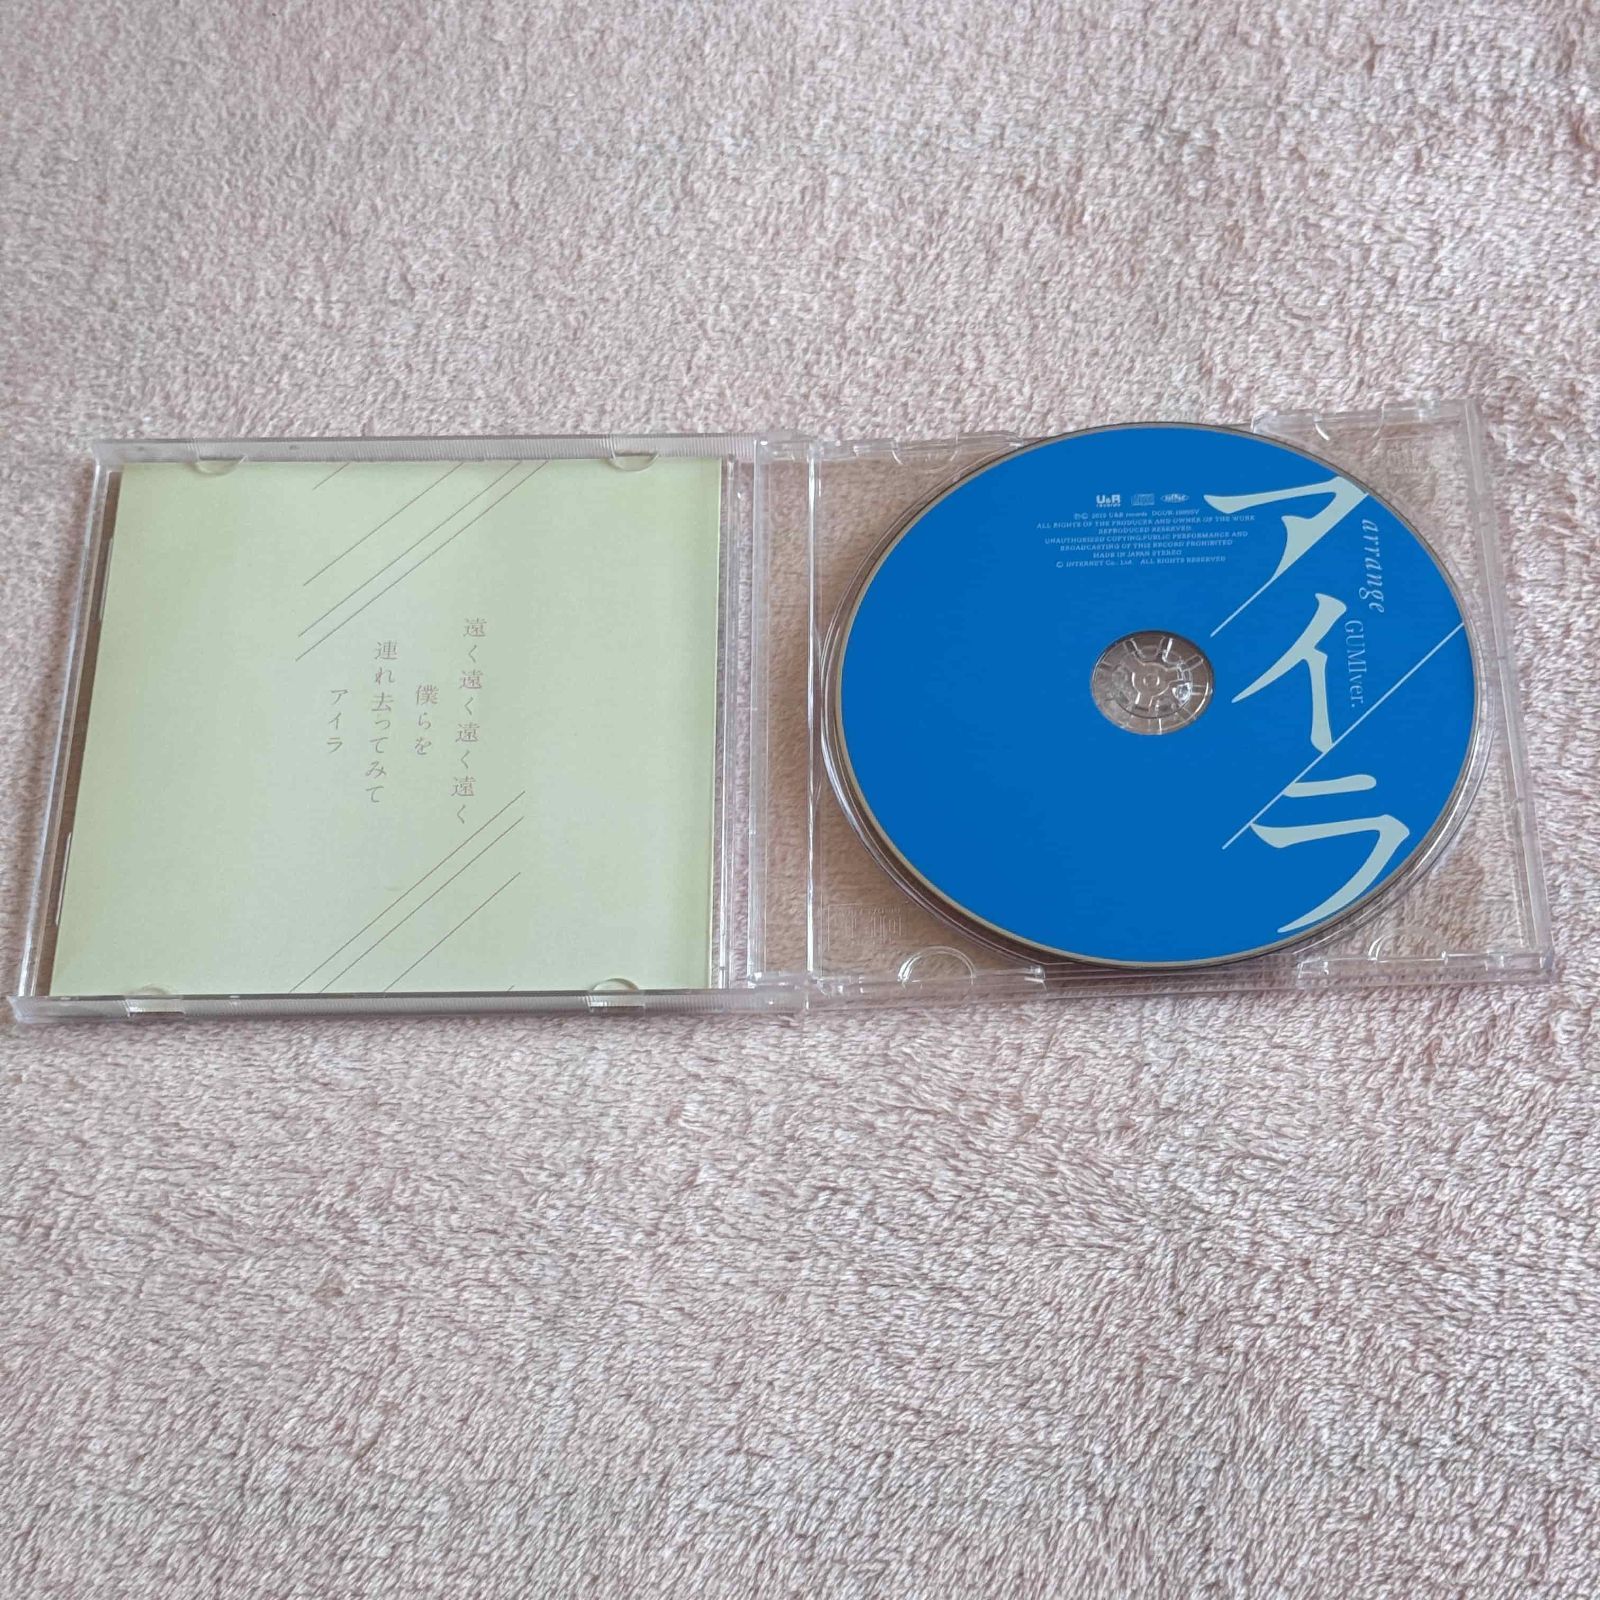 遠く遠く遠く遠く
僕らを
連れ去ってみて
アイラ
U&R
records
アイラ
arrange GUMIver.
ALL RIGHTS OF THE PRODUCER AND OWNER OF THE WORK
REPRODUCED RESERVED.
UNAUTHORIZED COPYING,PUBLIC PERFORMANCE AND
BROADCASTING OF THIS RECORD PROHIBITED
MADE IN JAPAN STEREO
© INTERNET Co., Ltd. ALL RIGHTS RESERVED